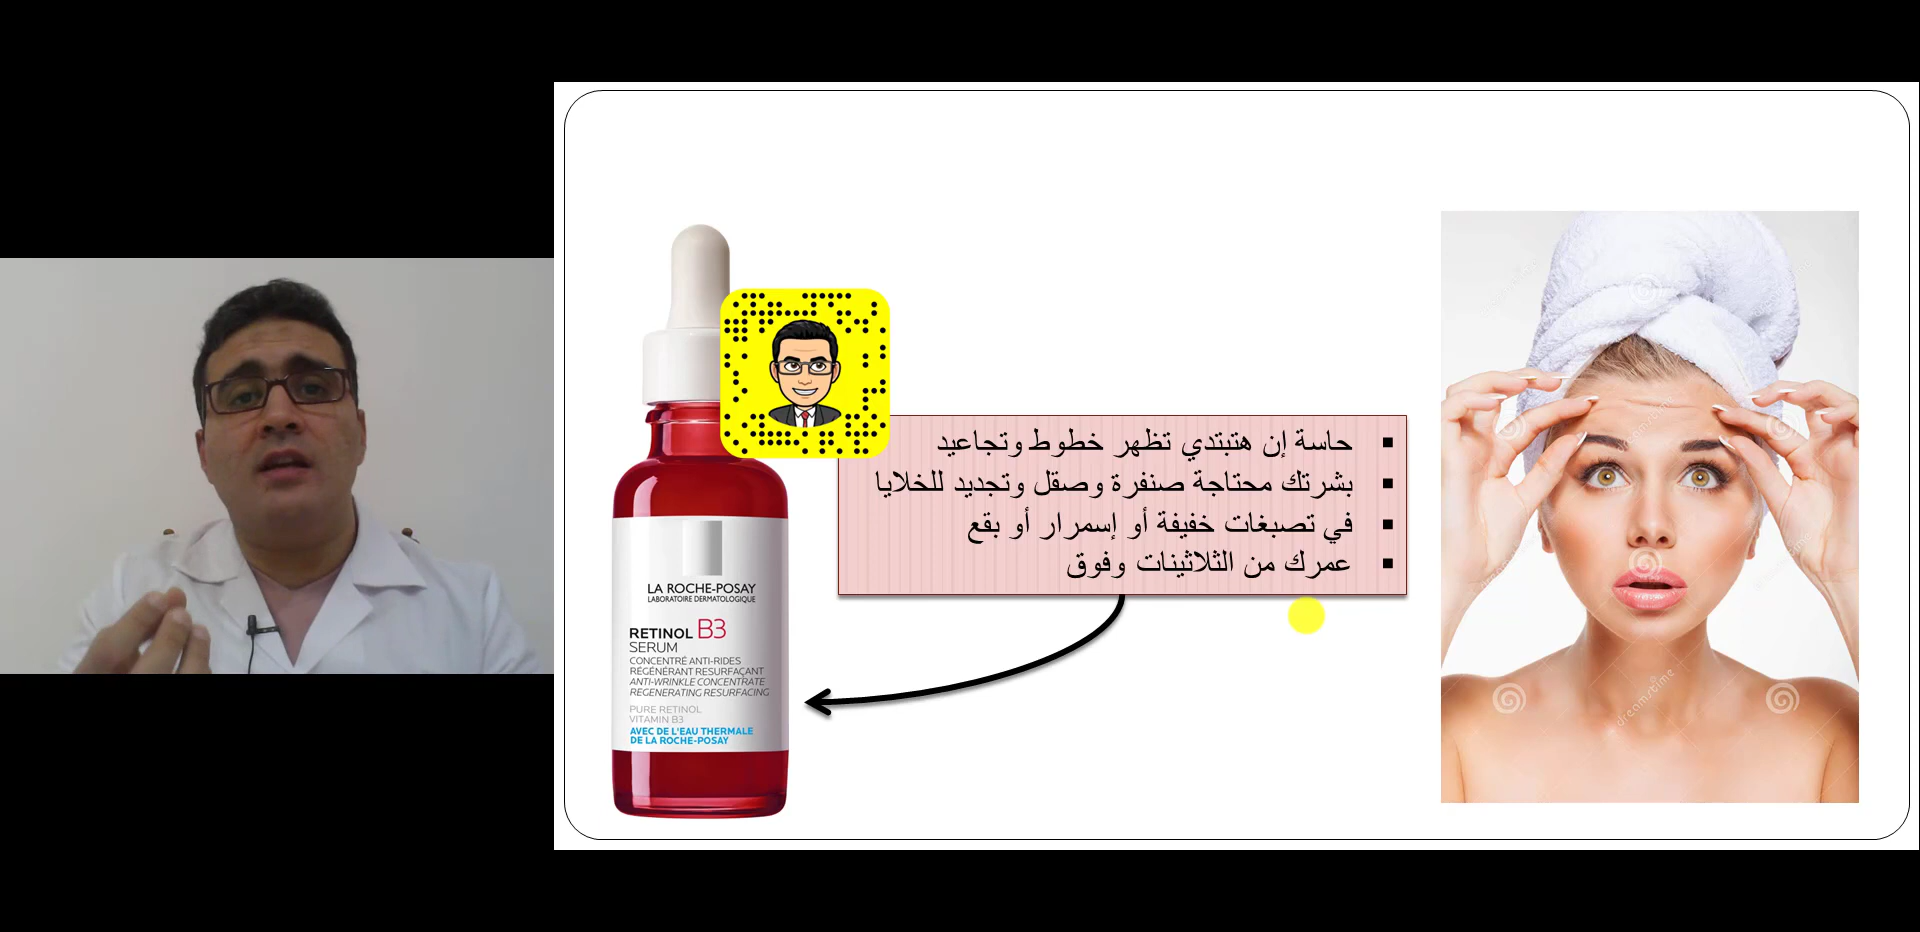 حاسة إن هتبتدي تظهر خطوط وتجاعيد
بشرتك محتاجة صنفرة وصقل وتجديد للخلايا
في تصبغات خفيفة أو إسمرار أو بقع
عمرك من الثلاثينات وفوق
LA ROCHE-POSAY
LABORATOIRE DERMATOLOGIQUE
RETINOL B3
SERUM
CONCENTRÉ ANTI-RIDES
RÉGÉNÉRANT RESURFAÇANT
ANTI-WRINKLE CONCENTRATE
REGENERATING RESURFACING
PURE RETINOL
VITAMIN B3
AVEC DE L'EAU THERMALE
DE LA ROCHE-POSAY
dreamstime